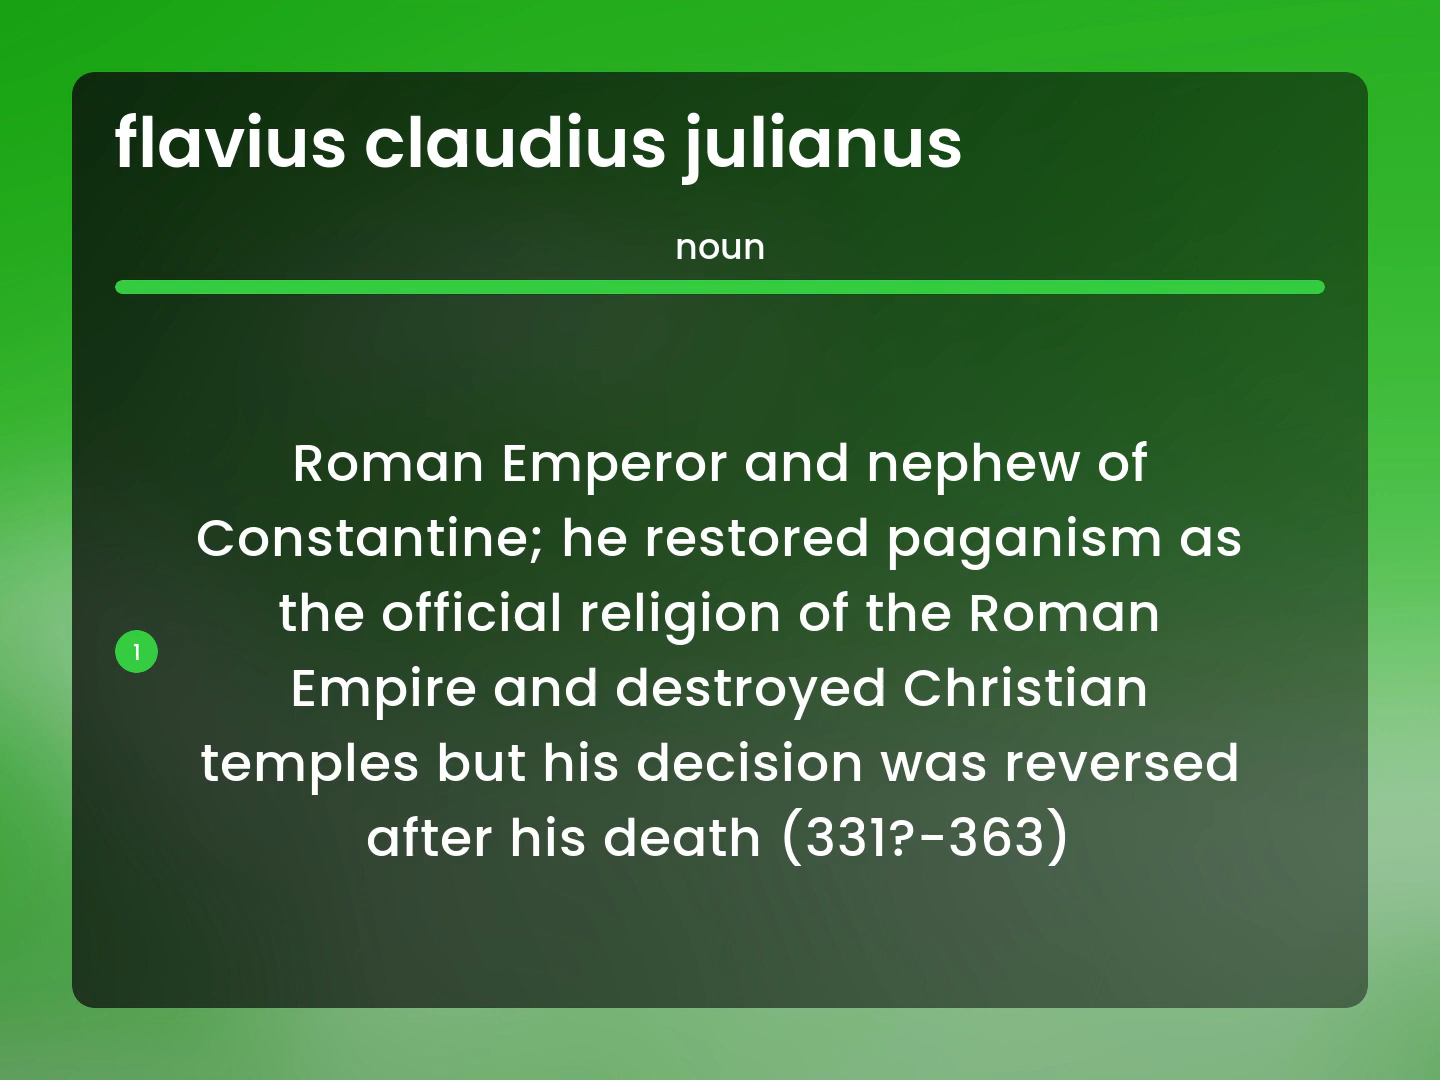 flavius claudius julianus
noun
Roman Emperor and nephew of
Constantine; he restored paganism as
the official religion of the Roman
1
Empire and destroyed Christian
temples but his decision was reversed
after his death (331?-363)